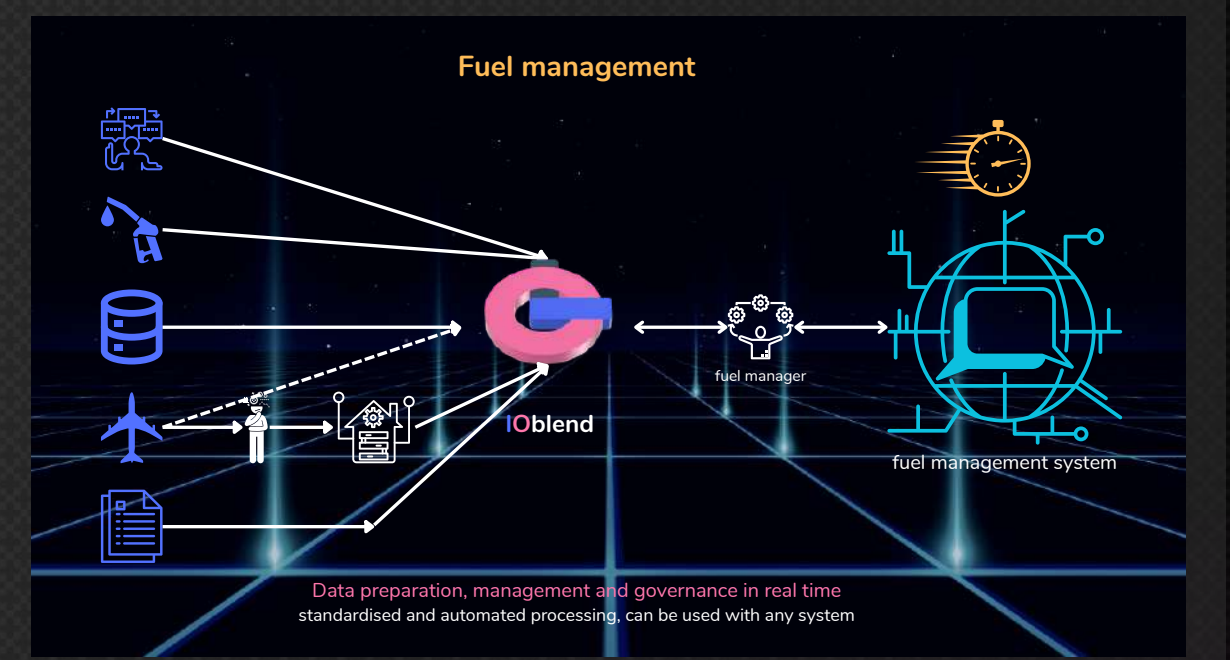 Fuel management
fuel manager
IOblend
fuel management system
Data preparation, management and governance in real time
standardised and automated processing, can be used with any system